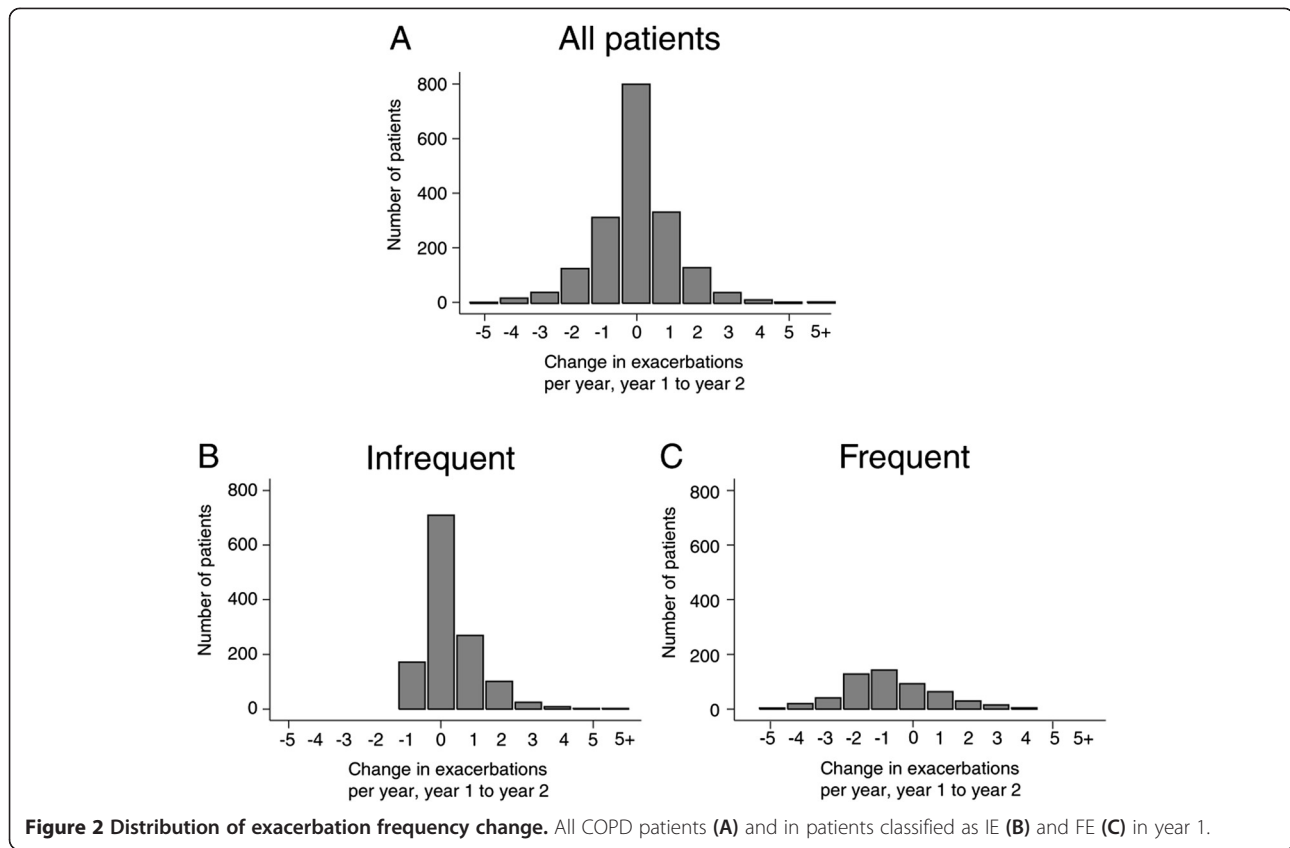 A All patients
Number of patients
800
600
400
200
0
-5 -4 -3 -2 -1 0 1 2 3 4 5 5+
Change in exacerbations
per year, year 1 to year 2
B Infrequent
Number of patients
800
600
400
200
0
-5 -4 -3 -2 -1 0 1 2 3 4 5 5+
Change in exacerbations
per year, year 1 to year 2
C Frequent
Number of patients
800
600
400
200
0
-5 -4 -3 -2 -1 0 1 2 3 4 5 5+
Change in exacerbations
per year, year 1 to year 2
Figure 2 Distribution of exacerbation frequency change. All COPD patients (A) and in patients classified as IE (B) and FE (C) in year 1.